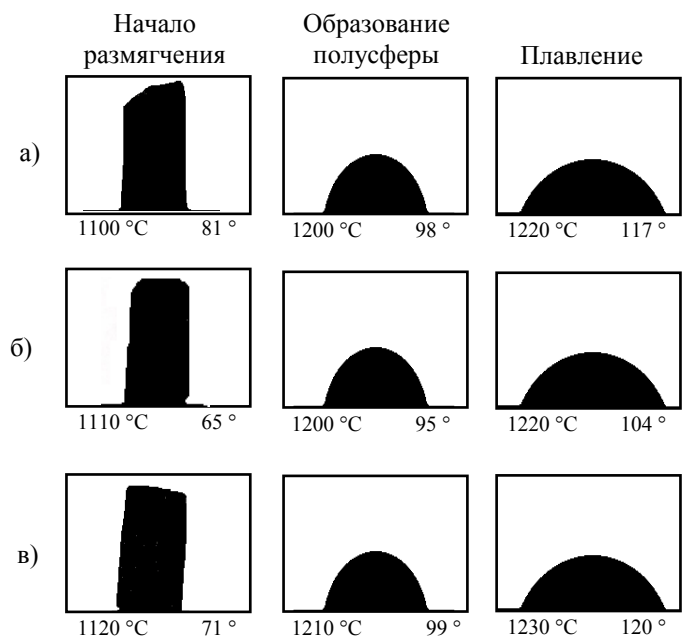 Начало
размягчения
Образование
полусферы
Плавление
а)
1100 °C 81 °
1200 °C 98 °
1220 °C 117 °
б)
1110 °C 65 °
1200 °C 95 °
1220 °C 104 °
в)
1120 °C 71 °
1210 °C 99 °
1230 °C 120 °